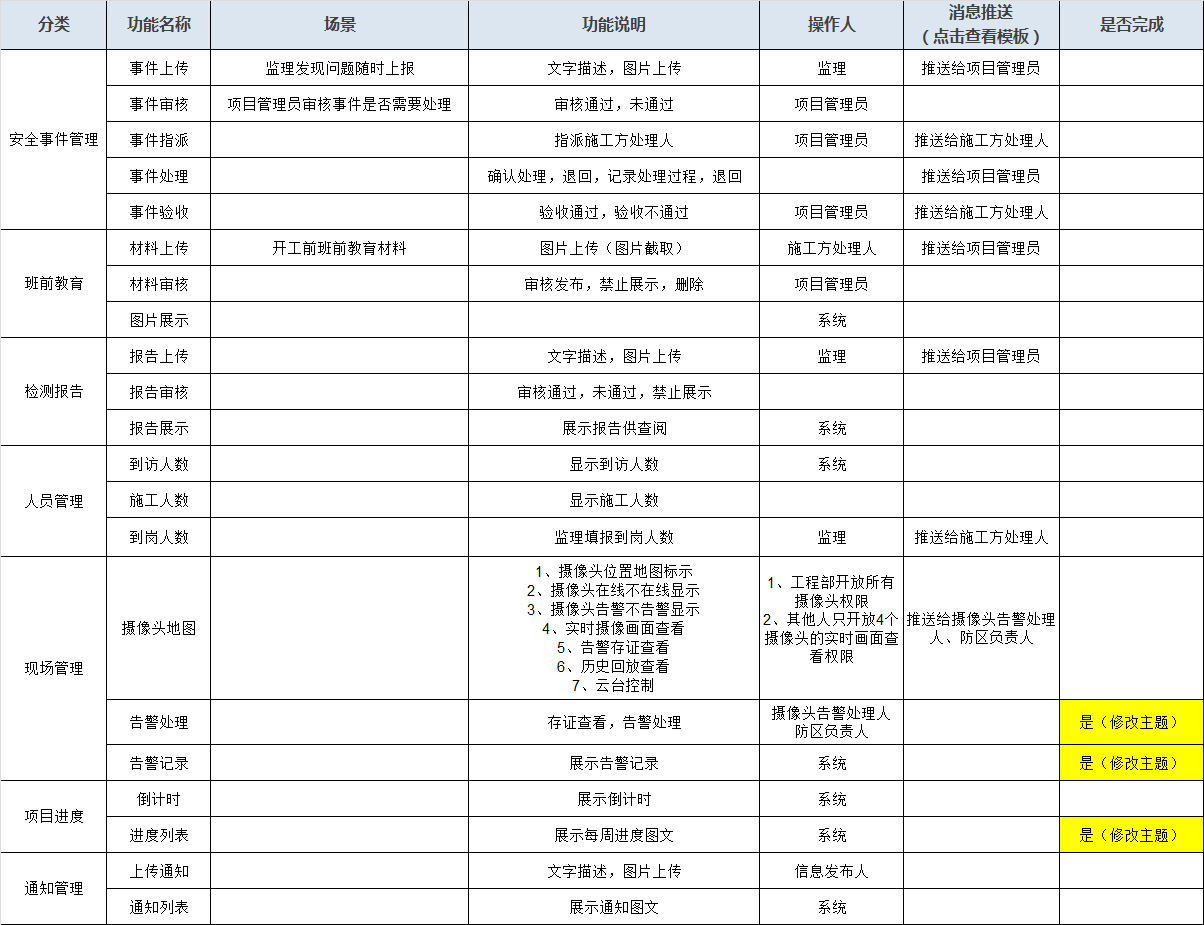 分类 功能名称 场景 功能说明 操作人 消息推送 是否完成
（点击查看模板）
安全事件管理
事件上传 监理发现问题随时上报 文字描述，图片上传 监理 推送给项目管理员
事件审核 项目管理员审核事件是否需要处理 审核通过，未通过 项目管理员
事件指派 指派施工方处理人 项目管理员 推送给施工方处理人
事件处理 确认处理，退回，记录处理过程，退回 推送给项目管理员
事件验收 验收通过，验收不通过 项目管理员 推送给施工方处理人
班前教育
材料上传 开工前班前教育材料 图片上传（图片截取） 施工方处理人 推送给项目管理员
材料审核 审核发布，禁止展示，删除 项目管理员
图片展示 系统
检测报告
报告上传 文字描述，图片上传 监理 推送给项目管理员
报告审核 审核通过，未通过，禁止展示
报告展示 展示报告供查阅 系统
人员管理
到访人数 显示到访人数 系统
施工人数 显示施工人数
到岗人数 监理填报到岗人数 监理 推送给施工方处理人
现场管理
摄像头地图
1、摄像头位置地图标示
2、摄像头在线不在线显示
3、摄像头告警不告警显示
4、实时摄像画面查看
5、告警存证查看
6、历史回放查看
7、云台控制
1、工程部开放所有
摄像头权限
2、其他人只开放4个
摄像头的实时画面查
看权限
推送给摄像头告警处理
人、防区负责人
告警处理 存证查看，告警处理 摄像头告警处理人 是（修改主题）
防区负责人
告警记录 展示告警记录 系统 是（修改主题）
项目进度
倒计时 展示倒计时 系统
进度列表 展示每周进度图文 系统 是（修改主题）
通知管理
上传通知 文字描述，图片上传 信息发布人
通知列表 展示通知图文 系统